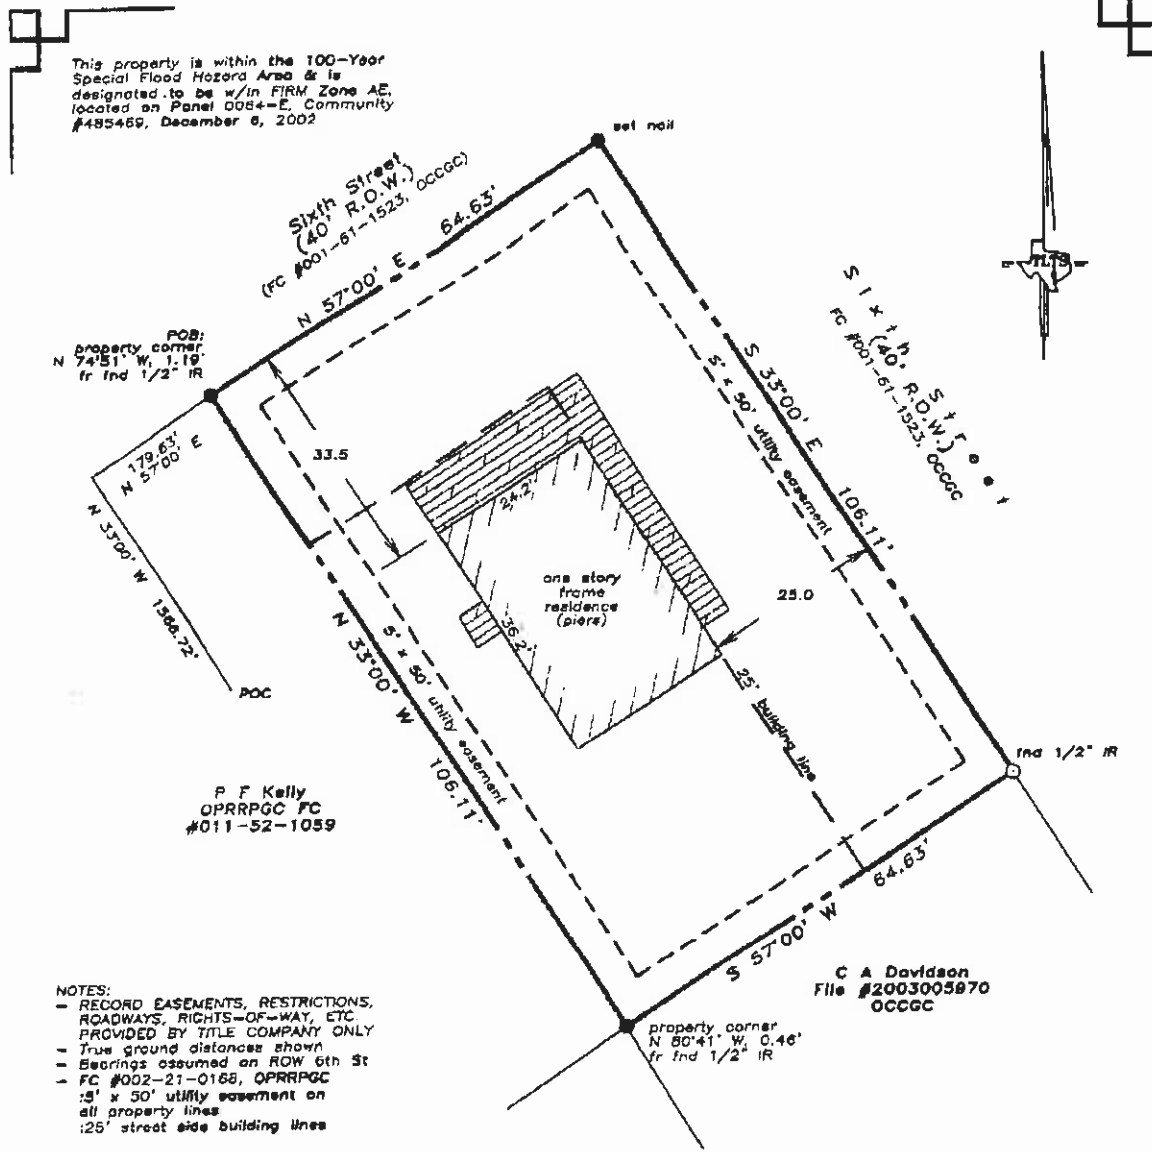 This property is within the 100-Year
Special Flood Hazard Area & is
designated to be w/in FIRM Zone AE,
located on Panel 0084-E, Community
#485469, December 6, 2002
set nail
Sixth Street
(40' R.O.W.)
(FC #001-61-1523, OCCGC)
N 57°00' E 64.63'
TLTS
Sixth Street
(40' R.O.W.)
FC #001-61-1523, OCCGC
POB:
property corner
N 74°51' W, 1.19'
fr fnd 1/2" IR
179.63'
N 57°00' E
N 33°00' W 1566.72'
POC
33.5
24.2'
5' x 50' utility easement
S 33°00' E 106.11'
one story
frame
residence
(piers)
36.2'
25.0
25' building line
5' x 50' utility easement
N 33°00' W 106.11'
fnd 1/2" IR
P F Kelly
OPRRPGC FC
#011-52-1059
S 57°00' W 64.63'
C A Davidson
File #2003005970
OCCGC
property corner
N 80°41' W, 0.46'
fr fnd 1/2" IR
NOTES:
- RECORD EASEMENTS, RESTRICTIONS,
ROADWAYS, RIGHTS-OF-WAY, ETC.
PROVIDED BY TITLE COMPANY ONLY
- True ground distances shown
- Bearings assumed on ROW 6th St
- FC #002-21-0168, OPRRPGC
:5' x 50' utility easement on
all property lines
:25' street side building lines